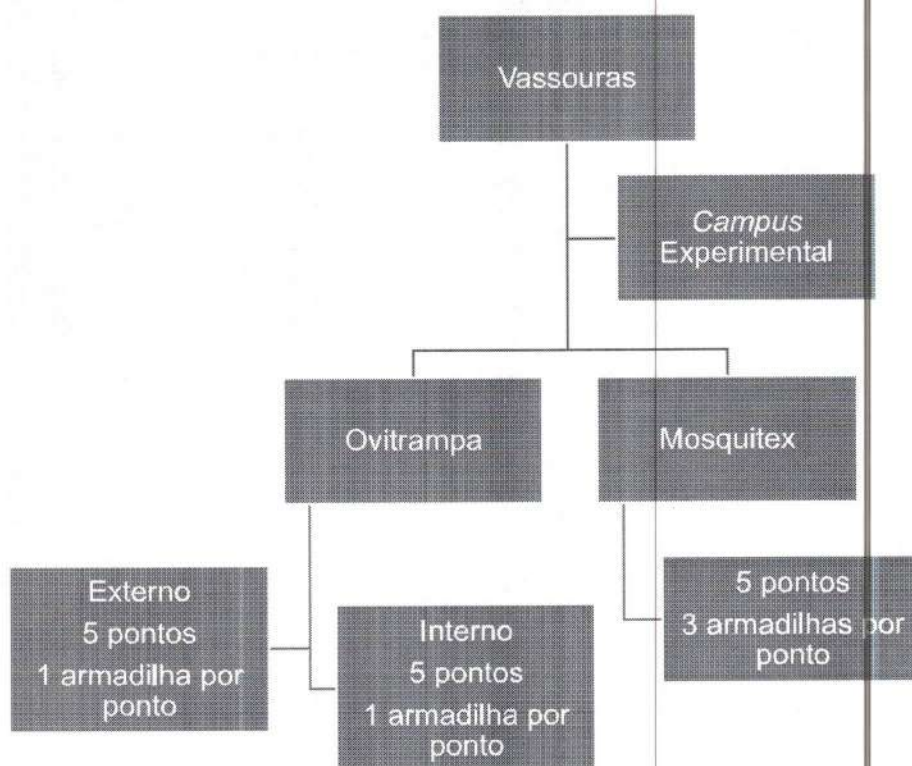 Vassouras
Campus
Experimental
Ovitrampa
Mosquitex
Externo
5 pontos
1 armadilha por
ponto
Interno
5 pontos
1 armadilha por
ponto
5 pontos
3 armadilhas por
ponto